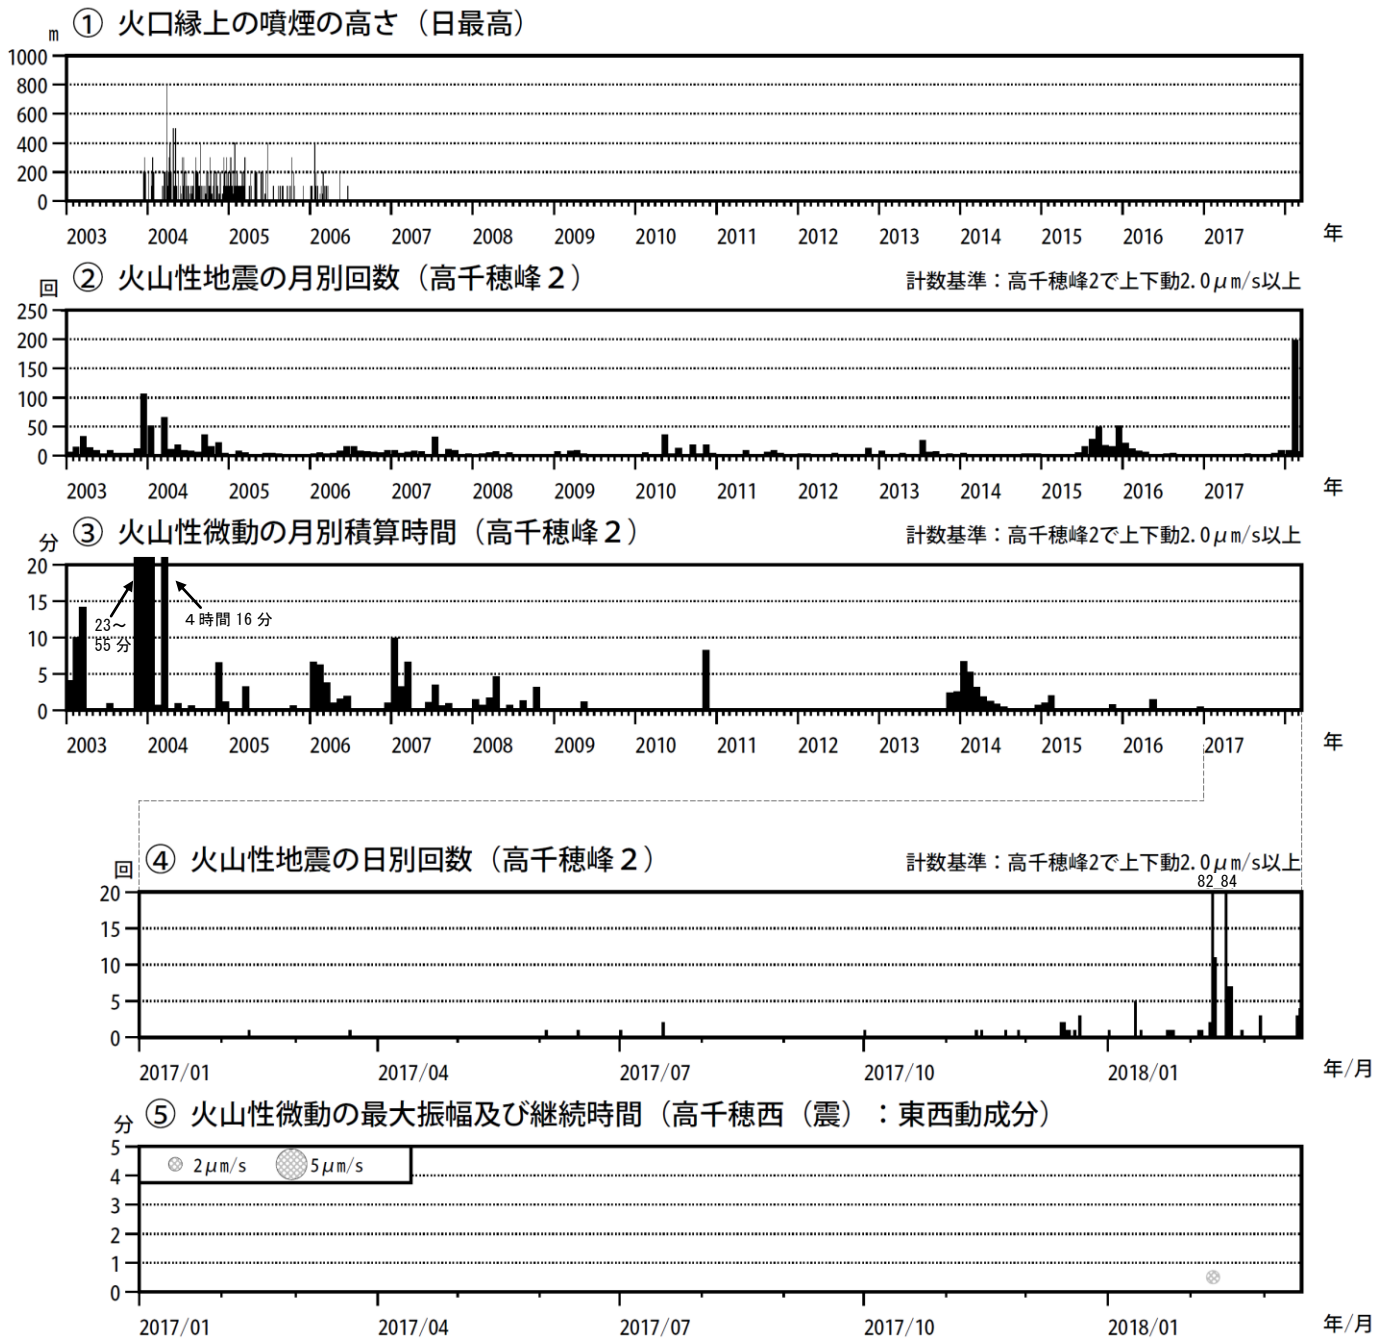 ① 火口縁上の噴煙の高さ（日最高）
m
1000
800
600
400
200
0
2003 2004 2005 2006 2007 2008 2009 2010 2011 2012 2013 2014 2015 2016 2017 年
② 火山性地震の月別回数（高千穂峰２） 計数基準：高千穂峰2で上下動2.0μm/s以上
回
250
200
150
100
50
0
2003 2004 2005 2006 2007 2008 2009 2010 2011 2012 2013 2014 2015 2016 2017 年
③ 火山性微動の月別積算時間（高千穂峰２） 計数基準：高千穂峰2で上下動2.0μm/s以上
分
20
15
10
5
0
23～
55 分
４時間 16 分
2003 2004 2005 2006 2007 2008 2009 2010 2011 2012 2013 2014 2015 2016 2017 年
④ 火山性地震の日別回数（高千穂峰２） 計数基準：高千穂峰2で上下動2.0μm/s以上
回
82 84
20
15
10
5
0
2017/01 2017/04 2017/07 2017/10 2018/01 年/月
⑤ 火山性微動の最大振幅及び継続時間（高千穂西（震）：東西動成分）
分
5
4
3
2
1
0
2μm/s 5μm/s
2017/01 2017/04 2017/07 2017/10 2018/01 年/月